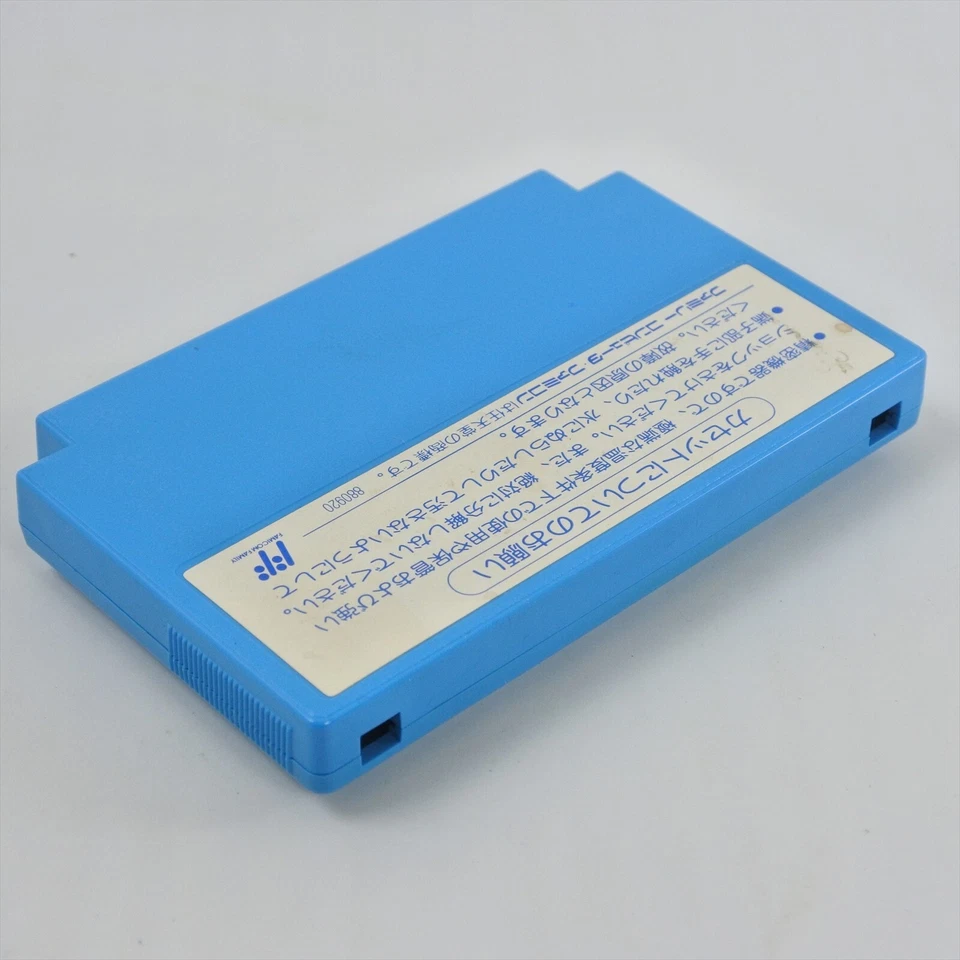 カセットについてのお願い
●精密機器ですので、極端な温度条件下での使用や保管および強い
ショックをさけてください。また、絶対に分解しないでください。
●端子部に手を触れたり、水にぬらしたりして汚さないようにして
ください。故障の原因となります。
ファミリーコンピュータ ファミコンは任天堂の商標です。
880920
FAMICOM FAMILY